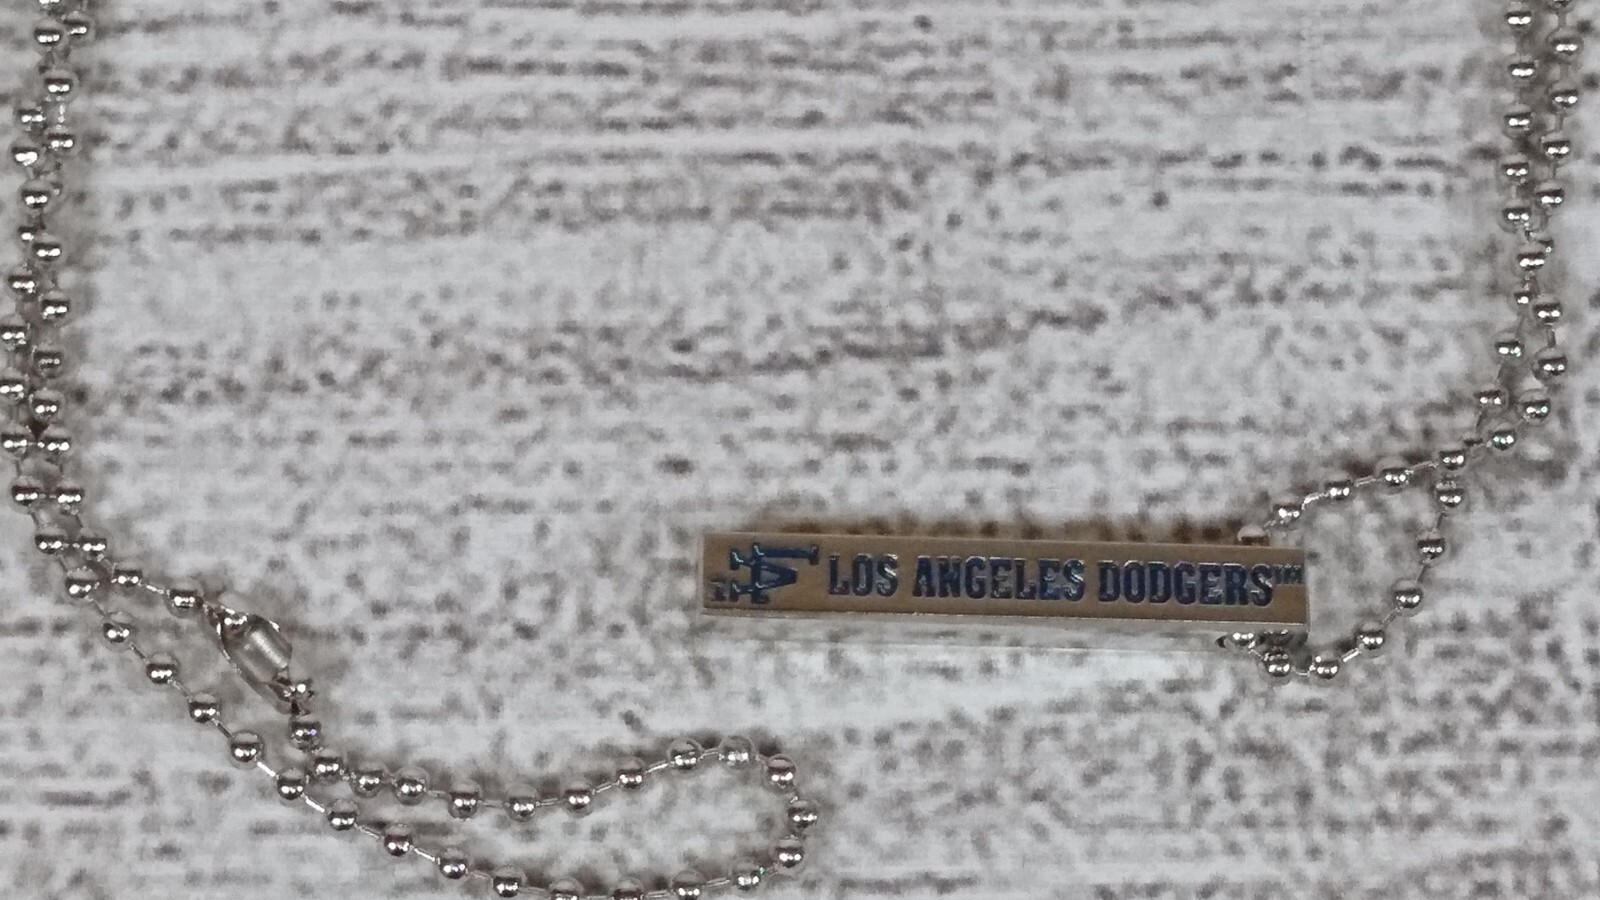 LA LOS ANGELES DODGERS™